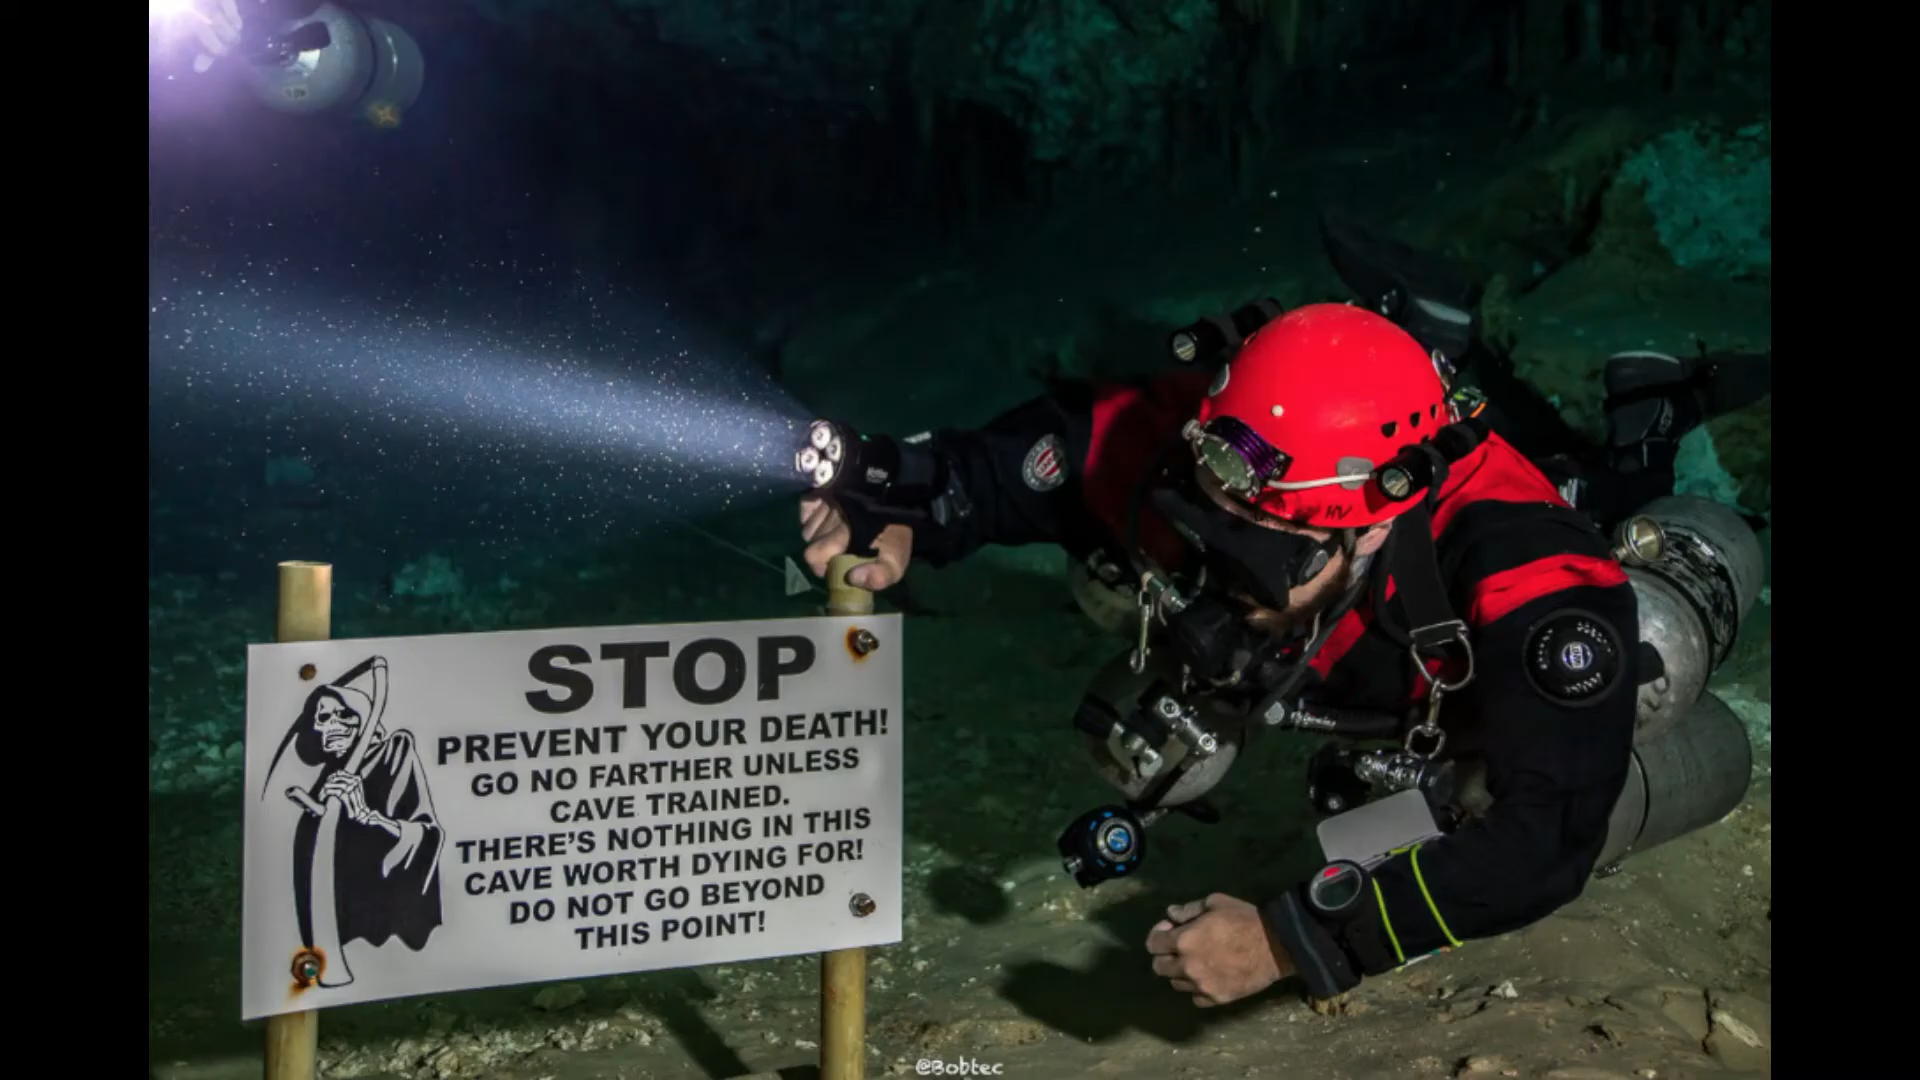 STOP
PREVENT YOUR DEATH!
GO NO FARTHER UNLESS
CAVE TRAINED.
THERE'S NOTHING IN THIS
CAVE WORTH DYING FOR!
DO NOT GO BEYOND
THIS POINT!
HV
@Bobtec